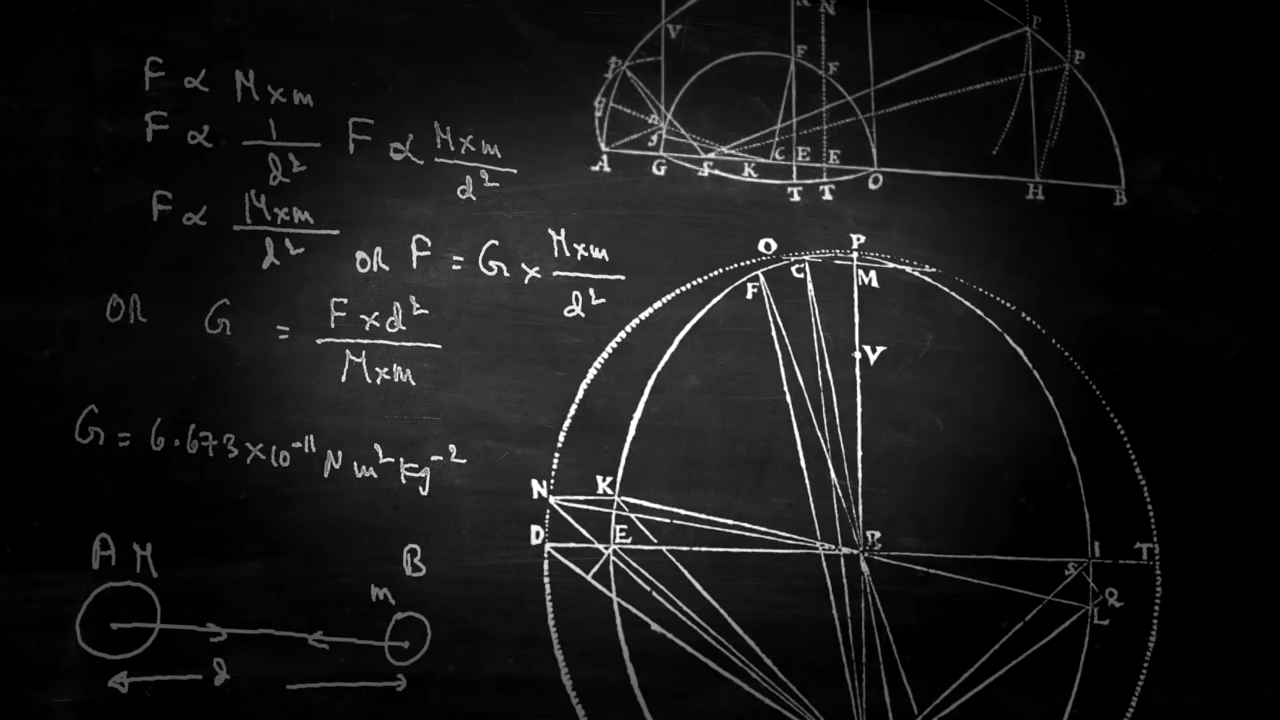 F ∝ M×m
F ∝ 1/d² F ∝ M×m/d²
F ∝ M×m/d²
OR F = G × M×m/d²
OR G = F×d²/M×m
G = 6.673×10⁻¹¹ N m² kg⁻²
A M
B
m
d
V
N
P
F
F
P
A
G
S
K
C
E
E
T
T
O
H
B
O
P
F
C
M
V
N
K
D
E
B
I
T
S
L